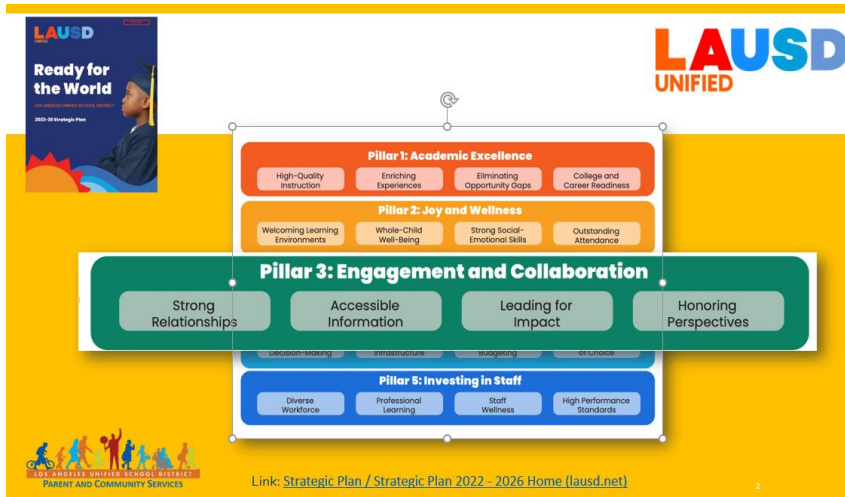 LAUSD
UNIFIED
Ready for
the World
LOS ANGELES UNIFIED SCHOOL DISTRICT
2022-26 Strategic Plan
LAUSD
UNIFIED
Pillar 1: Academic Excellence
High-Quality Instruction
Enriching Experiences
Eliminating Opportunity Gaps
College and Career Readiness
Pillar 2: Joy and Wellness
Welcoming Learning Environments
Whole-Child Well-Being
Strong Social-Emotional Skills
Outstanding Attendance
Pillar 3: Engagement and Collaboration
Strong Relationships
Accessible Information
Leading for Impact
Honoring Perspectives
Decision-Making
Infrastructure
Budgeting
of Choice
Pillar 5: Investing in Staff
Diverse Workforce
Professional Learning
Staff Wellness
High Performance Standards
LOS ANGELES UNIFIED SCHOOL DISTRICT
PARENT AND COMMUNITY SERVICES
Link: Strategic Plan / Strategic Plan 2022 - 2026 Home (lausd.net)
2